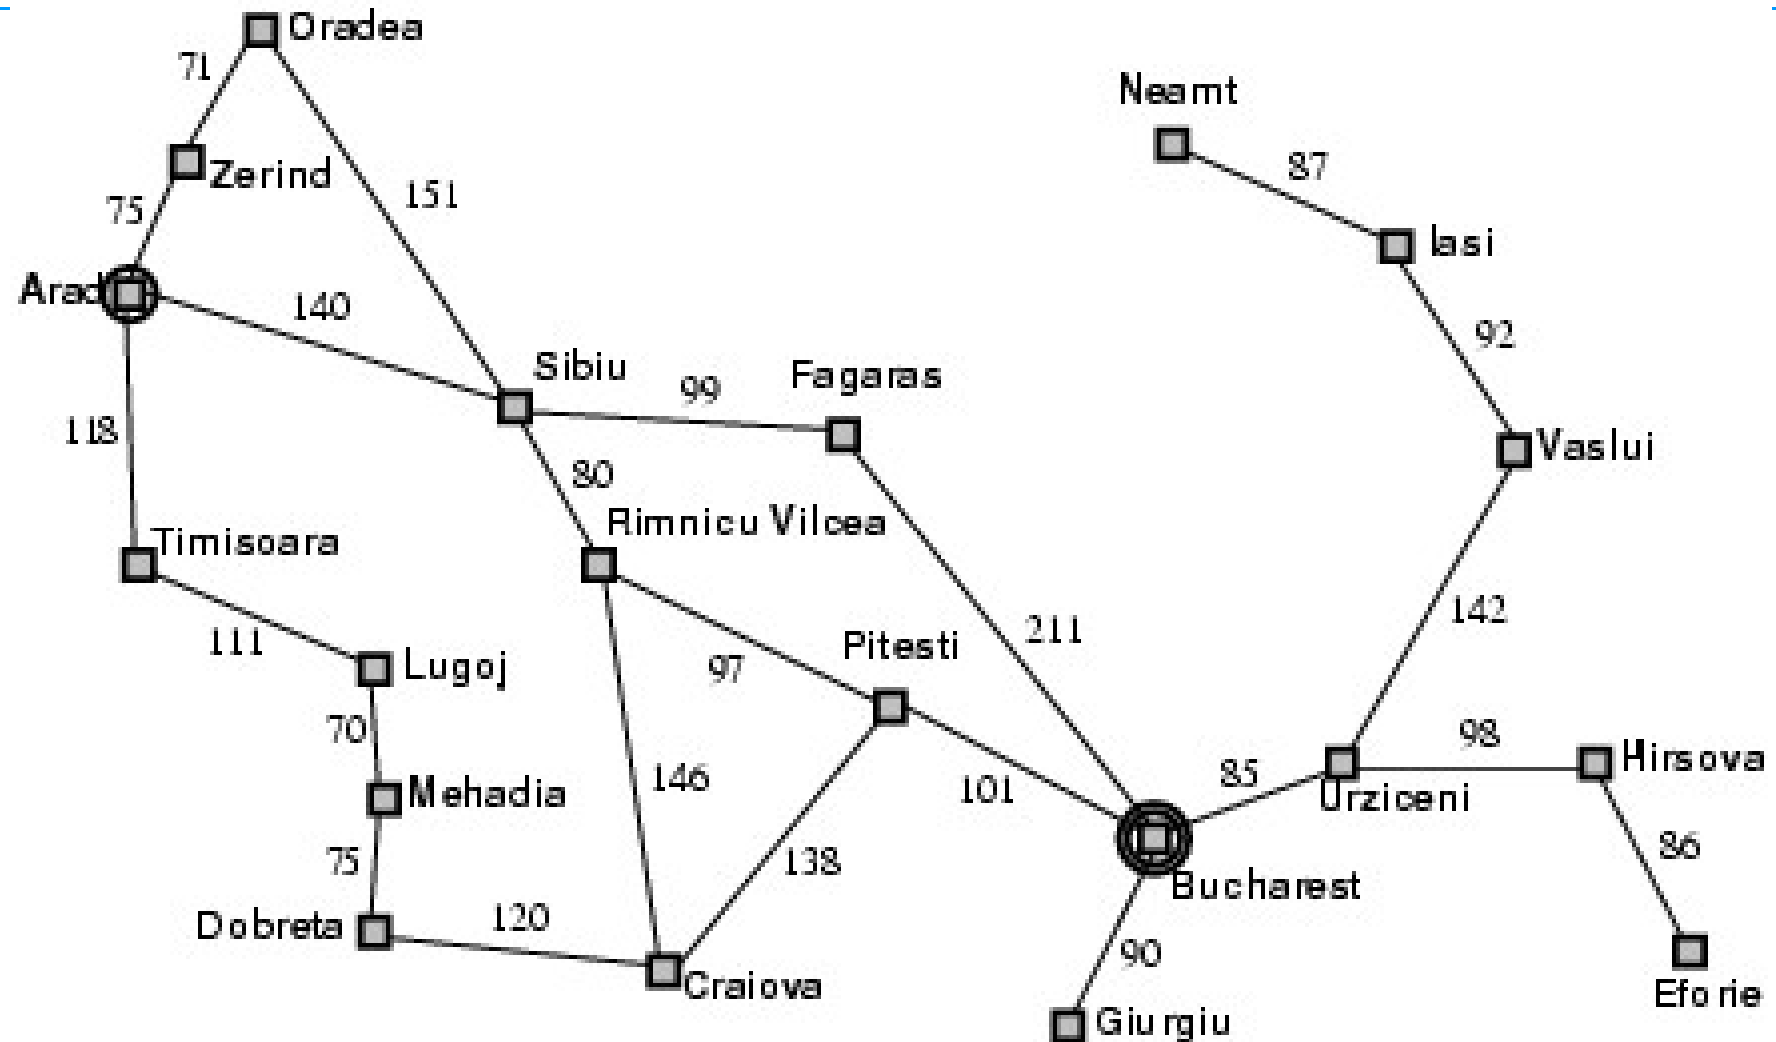 Oradea
71
Neamt
87
Zerind
151
75
Iasi
Arad
140
92
Sibiu
99
Fagaras
118
Vaslui
80
Rimnicu Vilcea
Timisoara
142
211
111
Pitesti
97
Lugoj
70
98
Hirsova
146
85
Mehadia
101
Urziceni
75
138
86
Bucharest
Dobreta
120
90
Craiova
Eforie
Giurgiu